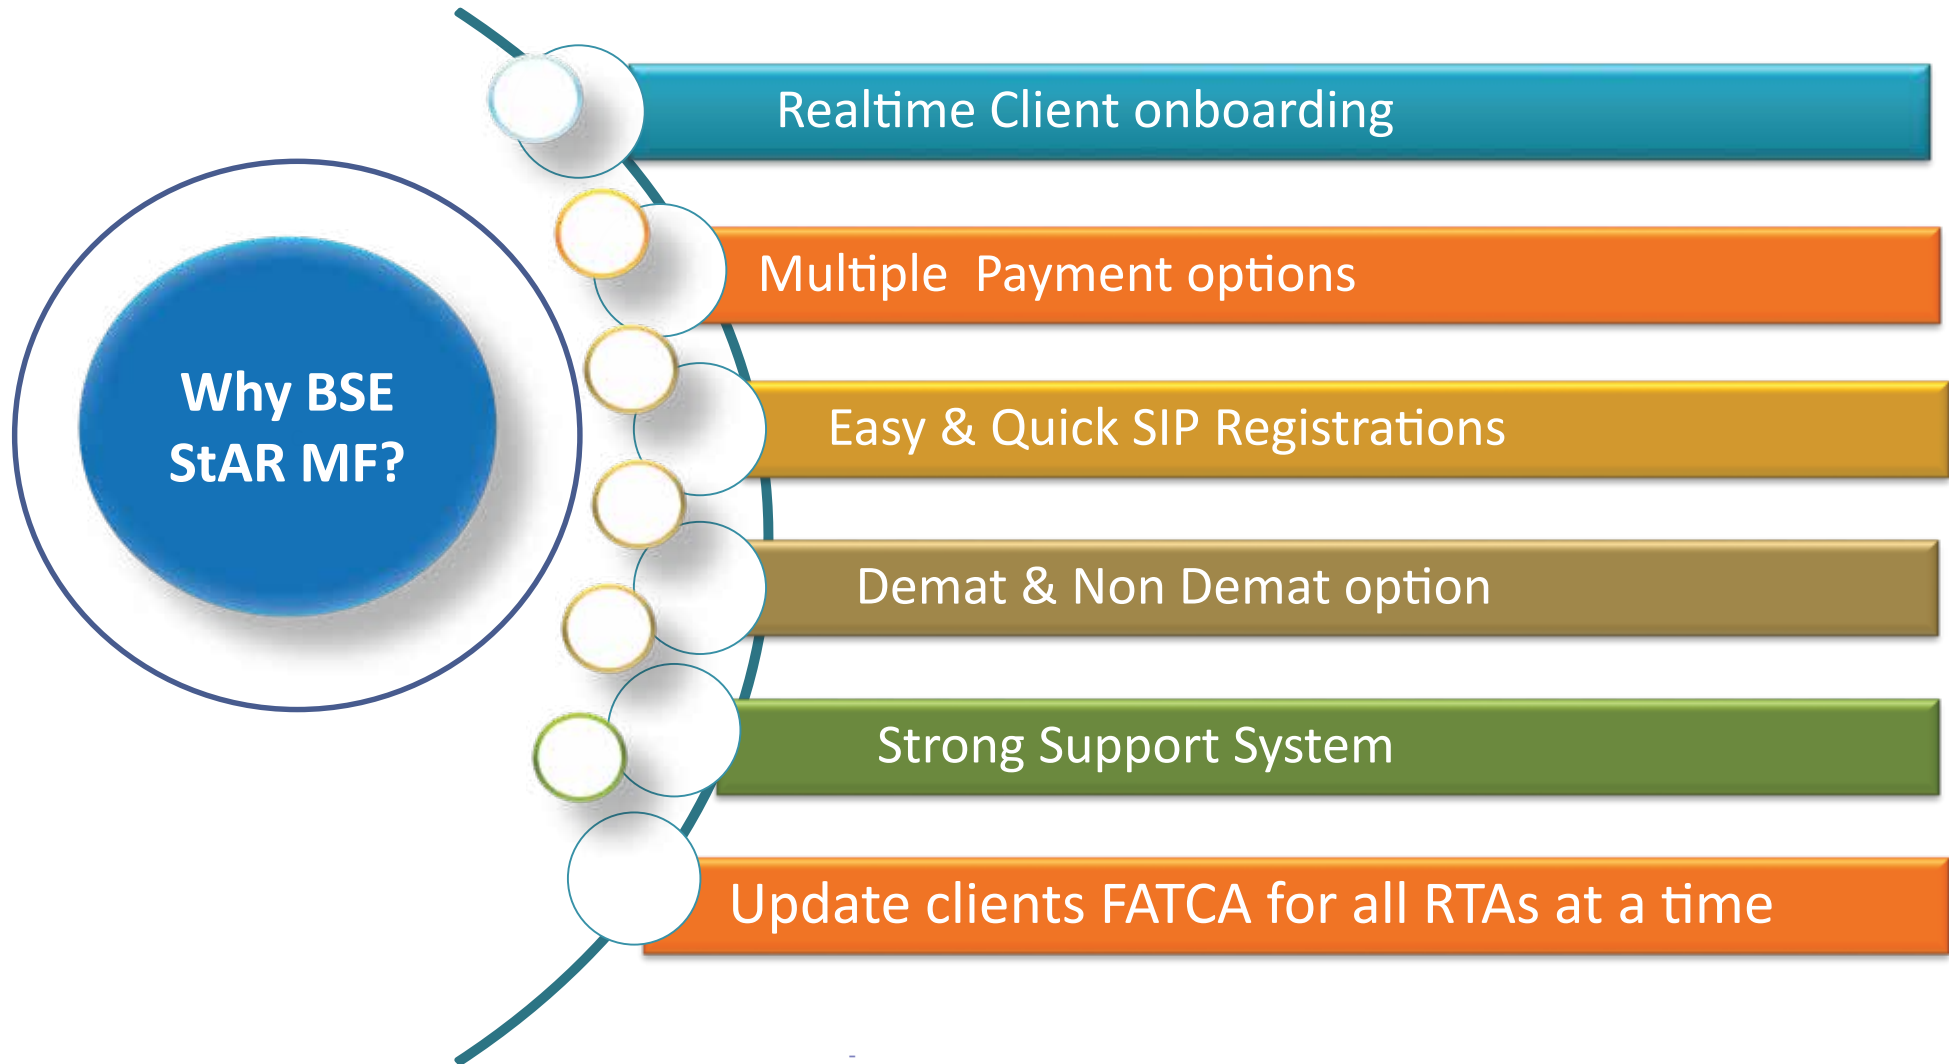 Why BSE
StAR MF?
Realtime Client onboarding
Multiple  Payment options
Easy & Quick SIP Registrations
Demat & Non Demat option
Strong Support System
Update clients FATCA for all RTAs at a time